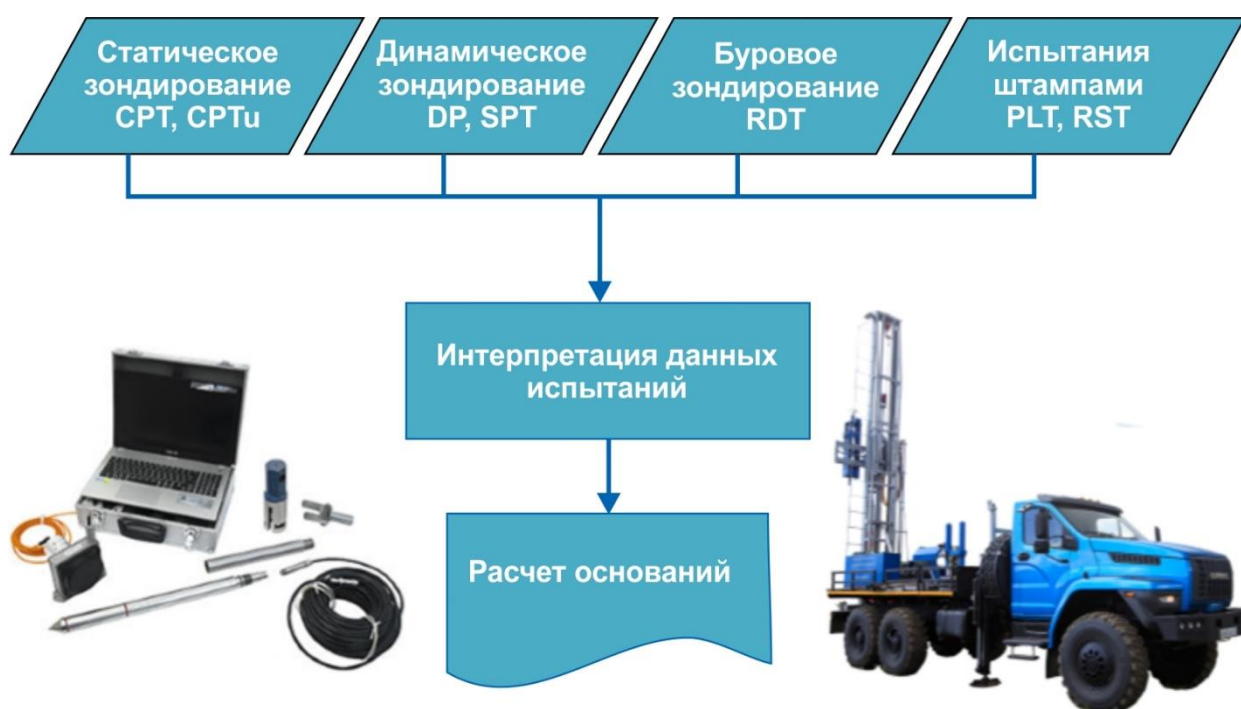 Статическое
зондирование
CPT, CPTu
Динамическое
зондирование
DP, SPT
Буровое
зондирование
RDT
Испытания
штампами
PLT, RST
Интерпретация данных
испытаний
Расчет оснований